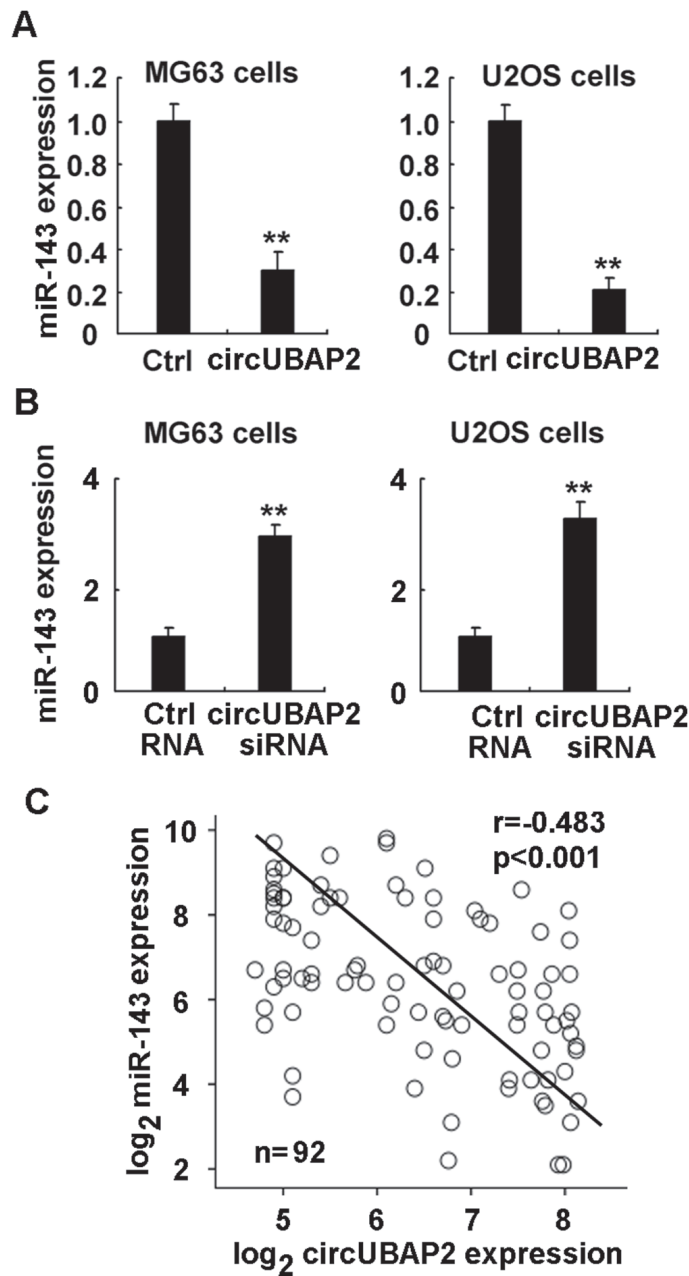 A
MG63 cells
U2OS cells
miR-143 expression
1.2
1.0
0.8
0.6
0.4
0.2
0
**
Ctrl circUBAP2
1.2
1.0
0.8
0.6
0.4
0.2
0
**
Ctrl circUBAP2
B
MG63 cells
U2OS cells
miR-143 expression
4
2
0
**
Ctrl circUBAP2
RNA siRNA
4
2
0
**
Ctrl circUBAP2
RNA siRNA
C
log2 miR-143 expression
10
8
6
4
2
r=-0.483
p<0.001
n=92
5 6 7 8
log2 circUBAP2 expression